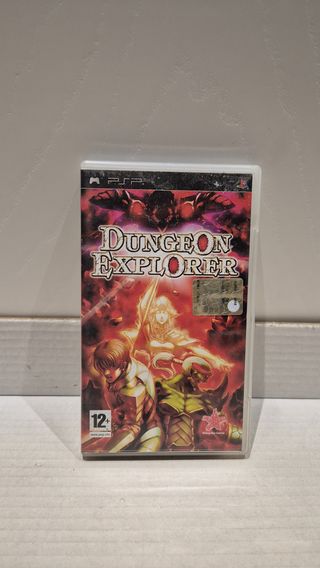 PSP
DUNGEON
EXPLORER
12+